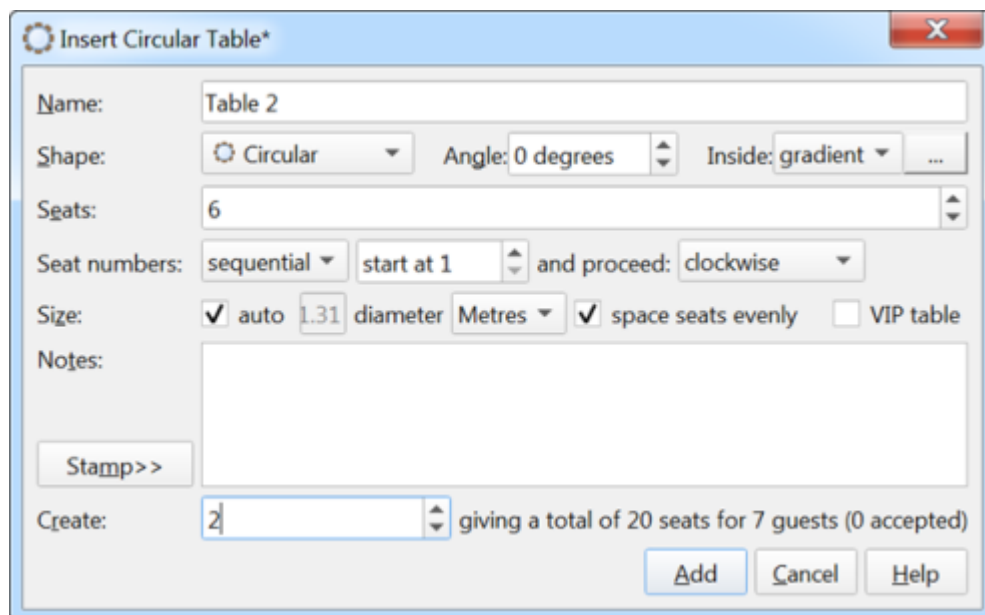 Insert Circular Table*
Name: Table 2
Shape: Circular Angle: 0 degrees Inside: gradient ...
Seats: 6
Seat numbers: sequential start at 1 and proceed: clockwise
Size: auto 1.31 diameter Metres space seats evenly VIP table
Notes:
Stamp>>
Create: 2 giving a total of 20 seats for 7 guests (0 accepted)
Add Cancel Help